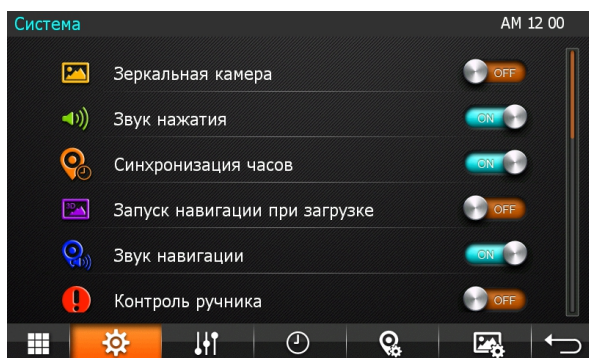 Система AM 12 00
Зеркальная камера OFF
Звук нажатия ON
Синхронизация часов ON
3D Запуск навигации при загрузке OFF
Звук навигации ON
Контроль ручника OFF